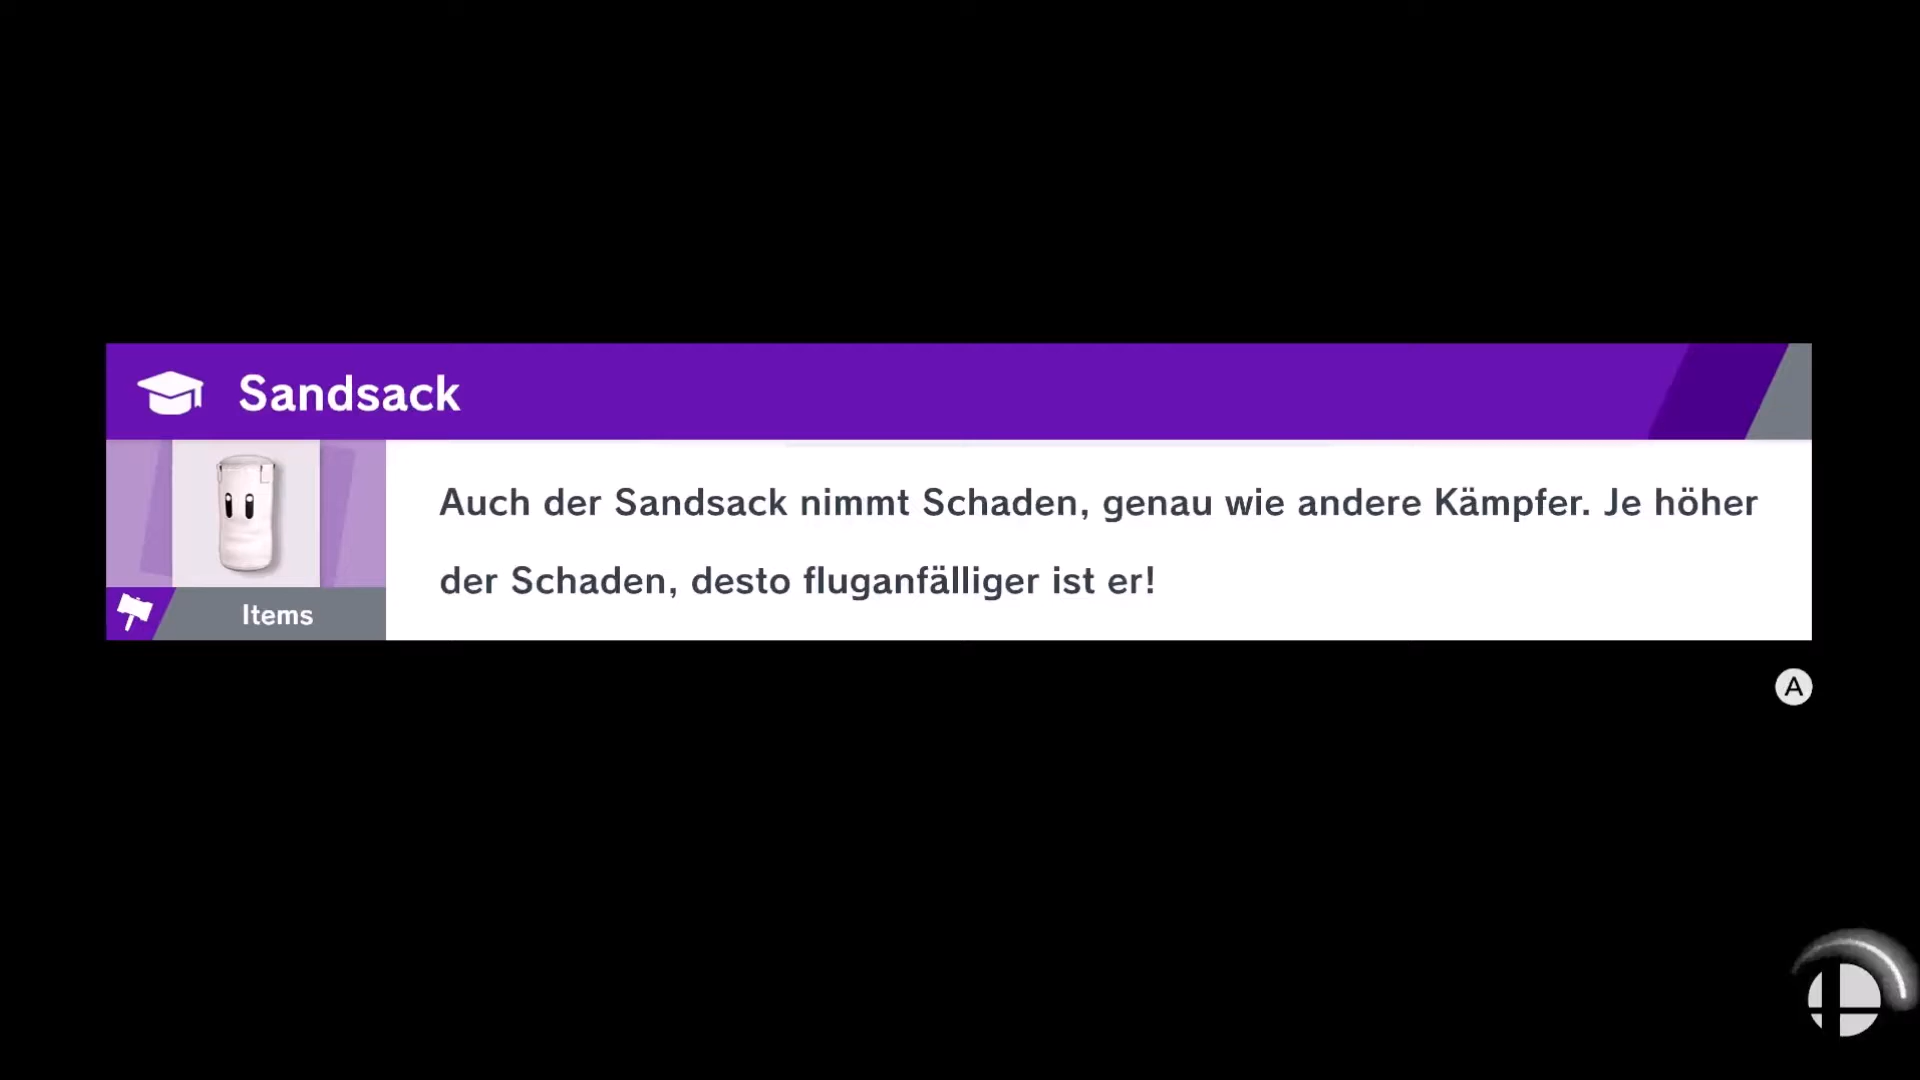 Sandsack
Auch der Sandsack nimmt Schaden, genau wie andere Kämpfer. Je höher
der Schaden, desto fluganfälliger ist er!
Items
A